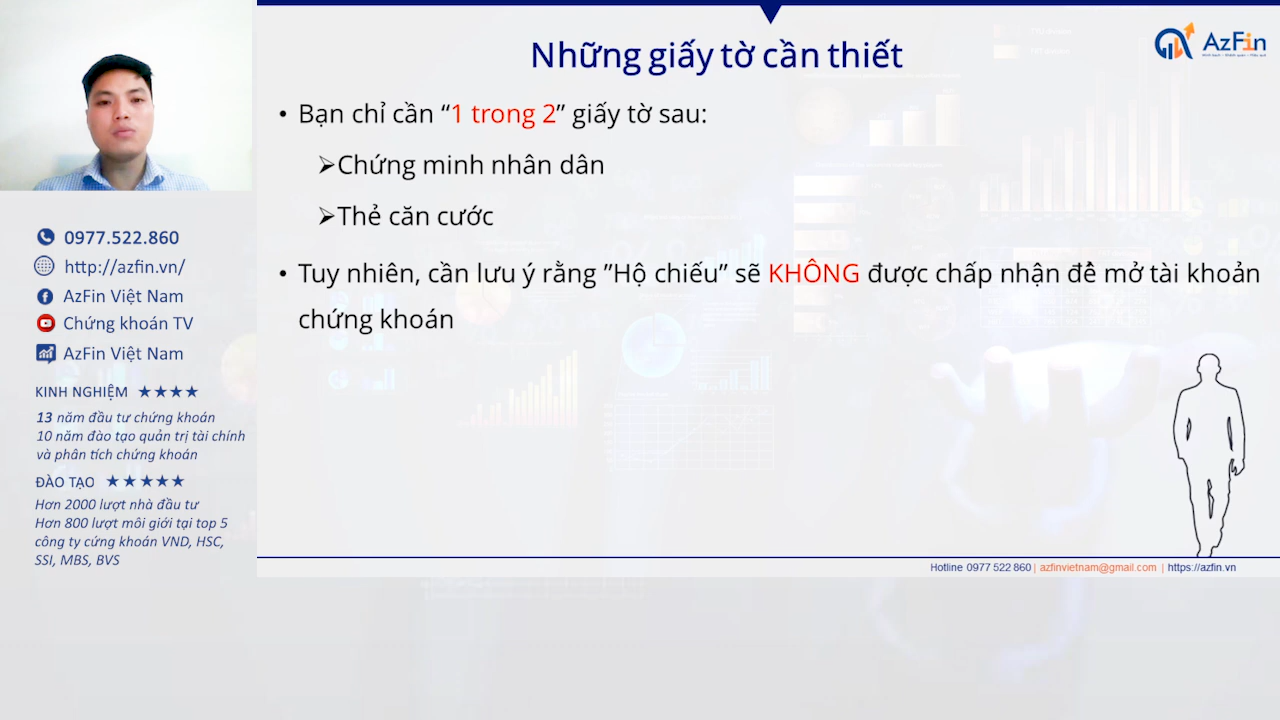 0977.522.860
http://azfin.vn/
AzFin Việt Nam
Chứng khoán TV
AzFin Việt Nam
KINH NGHIỆM ★★★★
13 năm đầu tư chứng khoán
10 năm đào tạo quản trị tài chính
và phân tích chứng khoán
ĐÀO TẠO ★★★★★
Hơn 2000 lượt nhà đầu tư
Hơn 800 lượt môi giới tại top 5
công ty cứng khoán VND, HSC,
SSI, MBS, BVS
Những giấy tờ cần thiết
AzFin
• Bạn chỉ cần “1 trong 2” giấy tờ sau:
➢Chứng minh nhân dân
➢Thẻ căn cước
• Tuy nhiên, cần lưu ý rằng ”Hộ chiếu” sẽ KHÔNG được chấp nhận để mở tài khoản
chứng khoán
Hotline 0977 522 860 | azfinvietnam@gmail.com | https://azfin.vn